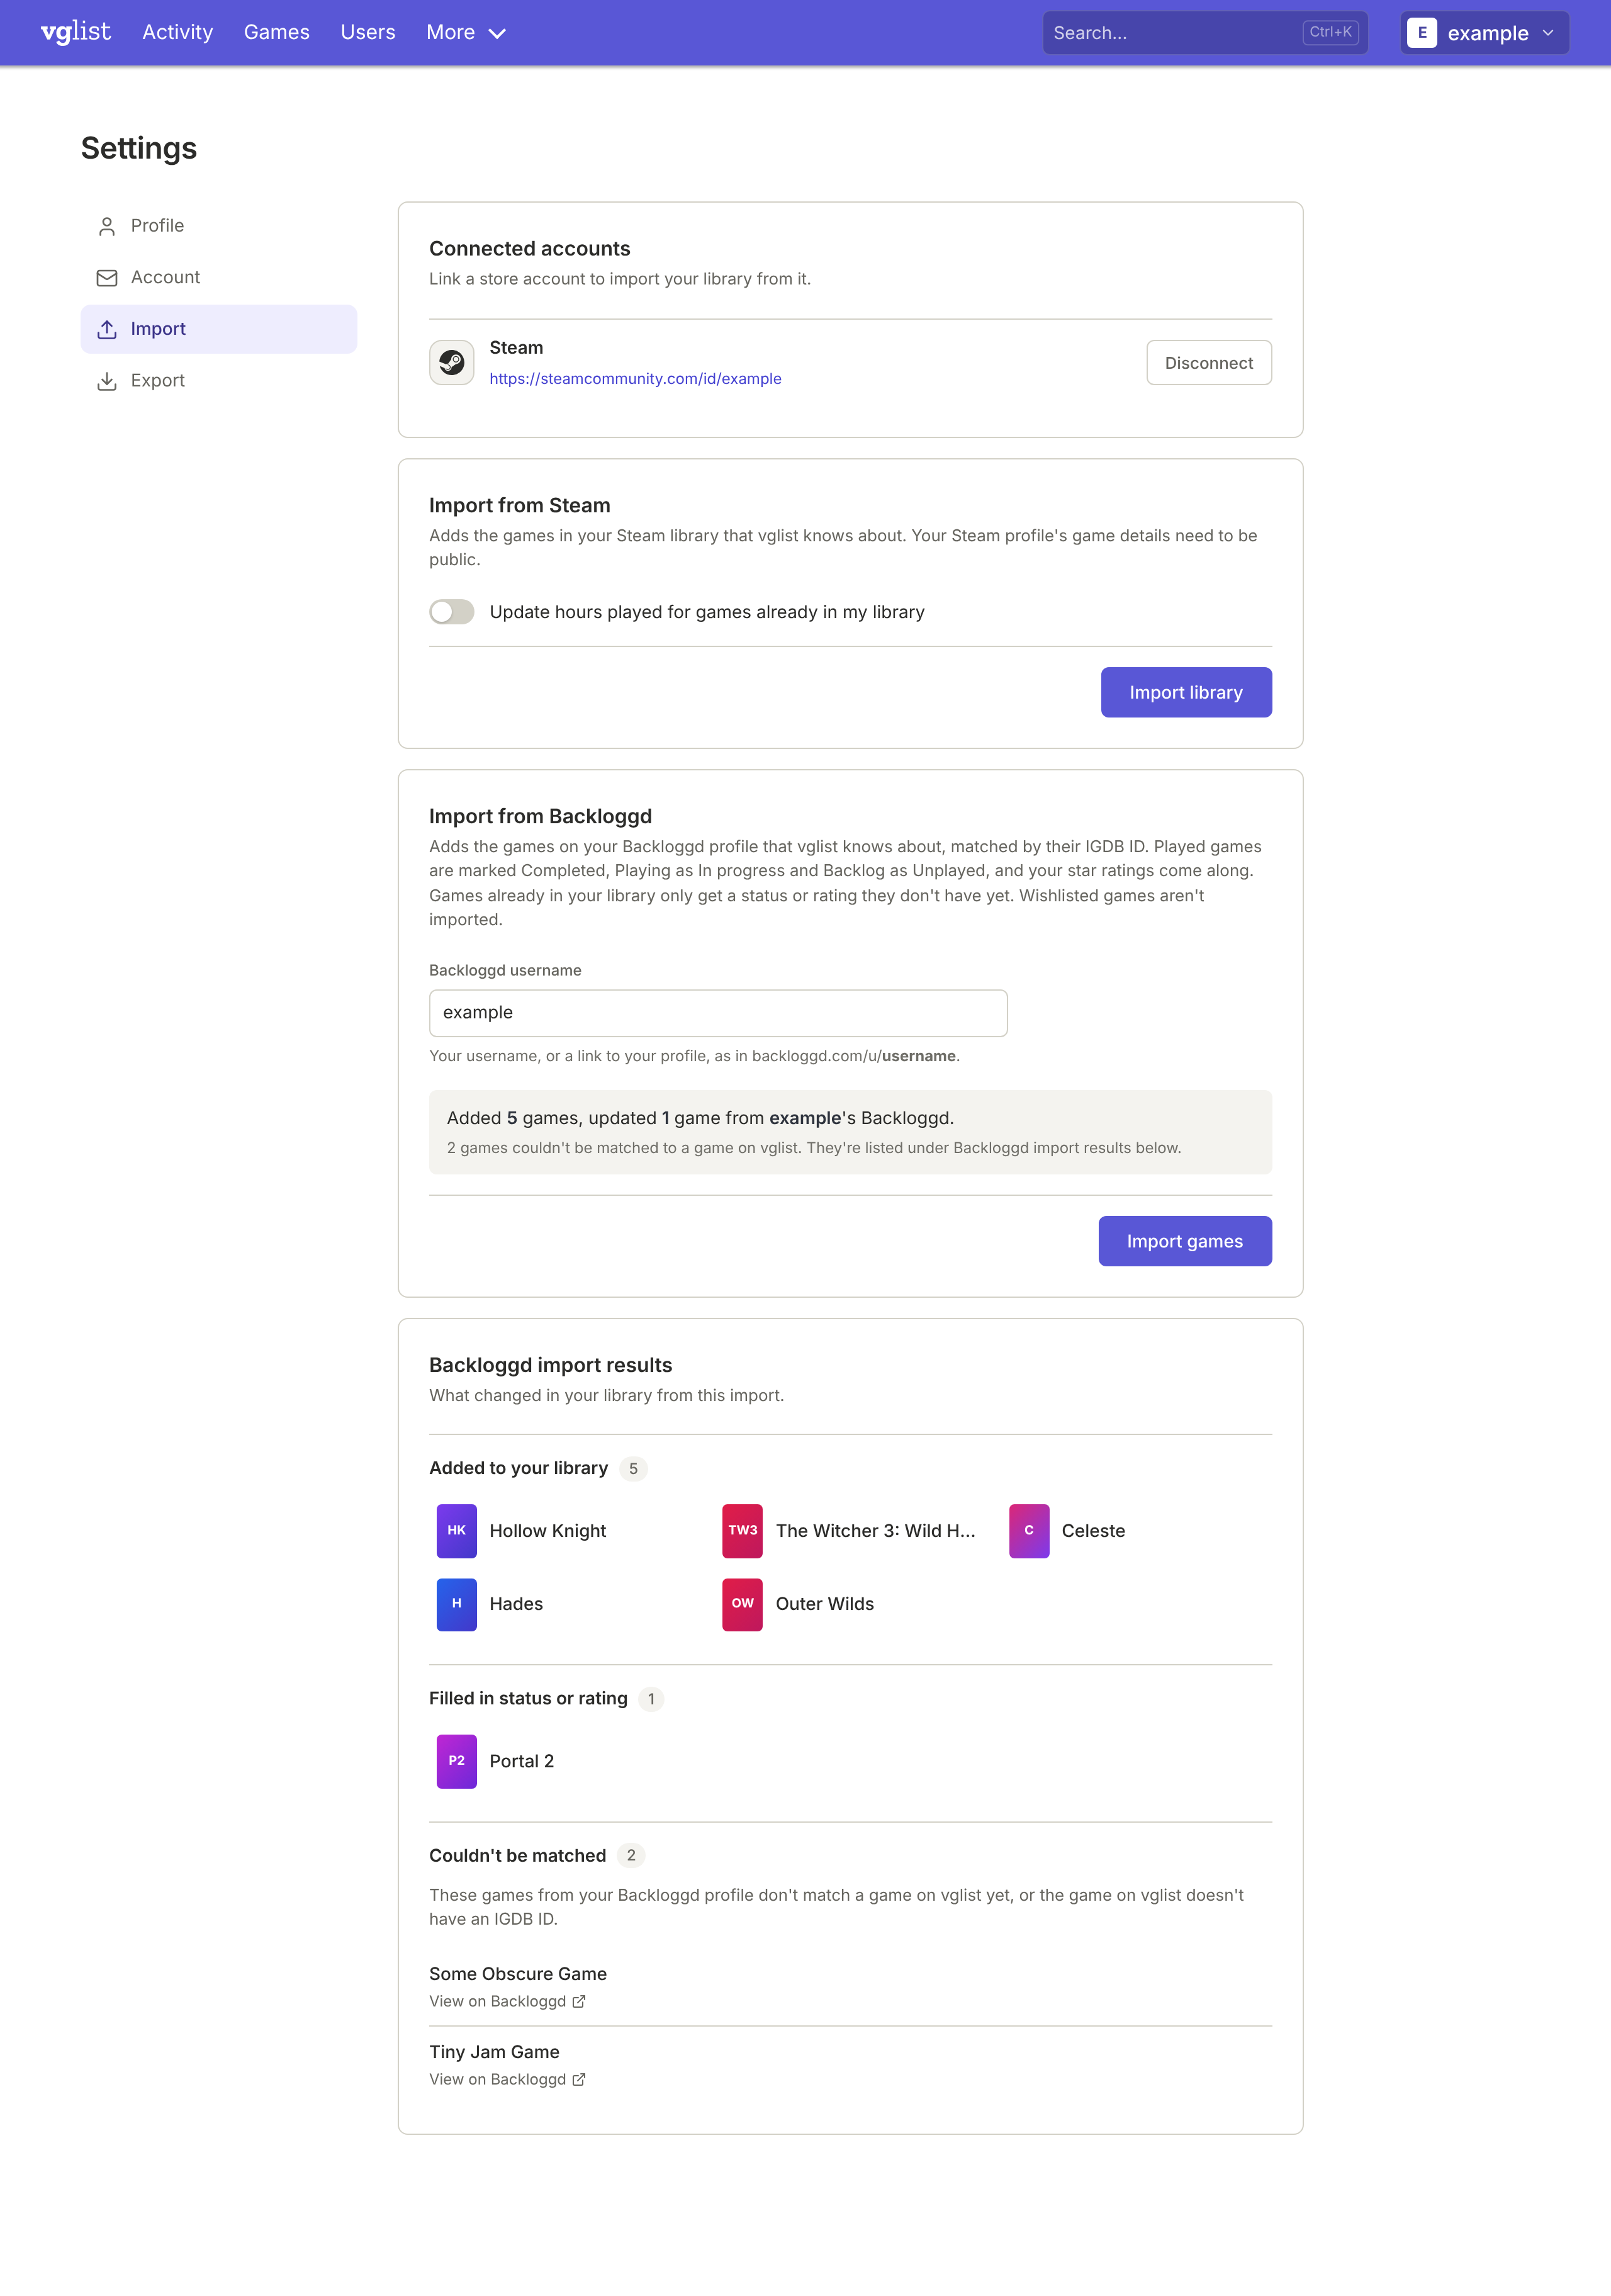 vglist Activity Games Users More Search... Ctrl+K E example
Settings
Profile
Account
Import
Export
Connected accounts
Link a store account to import your library from it.
Steam
https://steamcommunity.com/id/example
Disconnect
Import from Steam
Adds the games in your Steam library that vglist knows about. Your Steam profile's game details need to be
public.
Update hours played for games already in my library
Import library
Import from Backloggd
Adds the games on your Backloggd profile that vglist knows about, matched by their IGDB ID. Played games
are marked Completed, Playing as In progress and Backlog as Unplayed, and your star ratings come along.
Games already in your library only get a status or rating they don't have yet. Wishlisted games aren't
imported.
Backloggd username
example
Your username, or a link to your profile, as in backloggd.com/u/username.
Added 5 games, updated 1 game from example's Backloggd.
2 games couldn't be matched to a game on vglist. They're listed under Backloggd import results below.
Import games
Backloggd import results
What changed in your library from this import.
Added to your library 5
HK Hollow Knight TW3 The Witcher 3: Wild H... C Celeste
H Hades OW Outer Wilds
Filled in status or rating 1
P2 Portal 2
Couldn't be matched 2
These games from your Backloggd profile don't match a game on vglist yet, or the game on vglist doesn't
have an IGDB ID.
Some Obscure Game
View on Backloggd
Tiny Jam Game
View on Backloggd